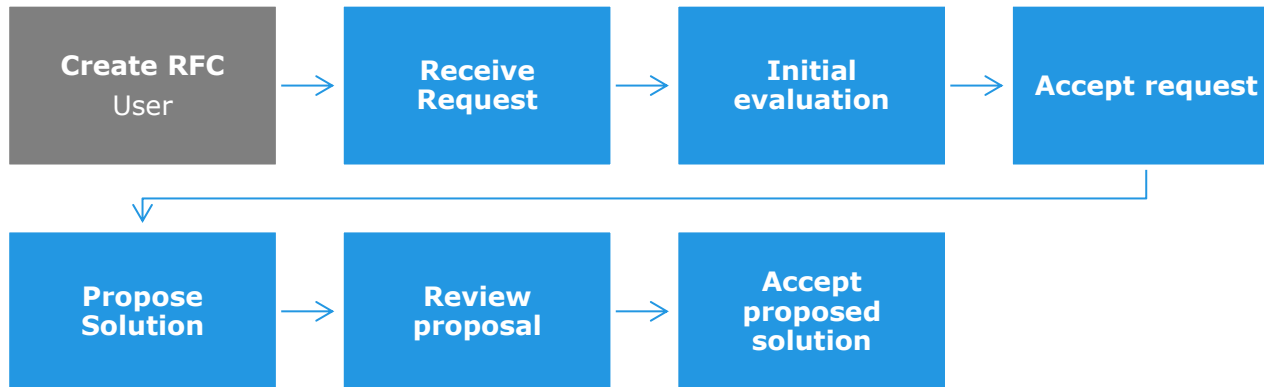 Create RFC
User
Receive
Request
Initial
evaluation
Accept request
Propose
Solution
Review
proposal
Accept
proposed
solution